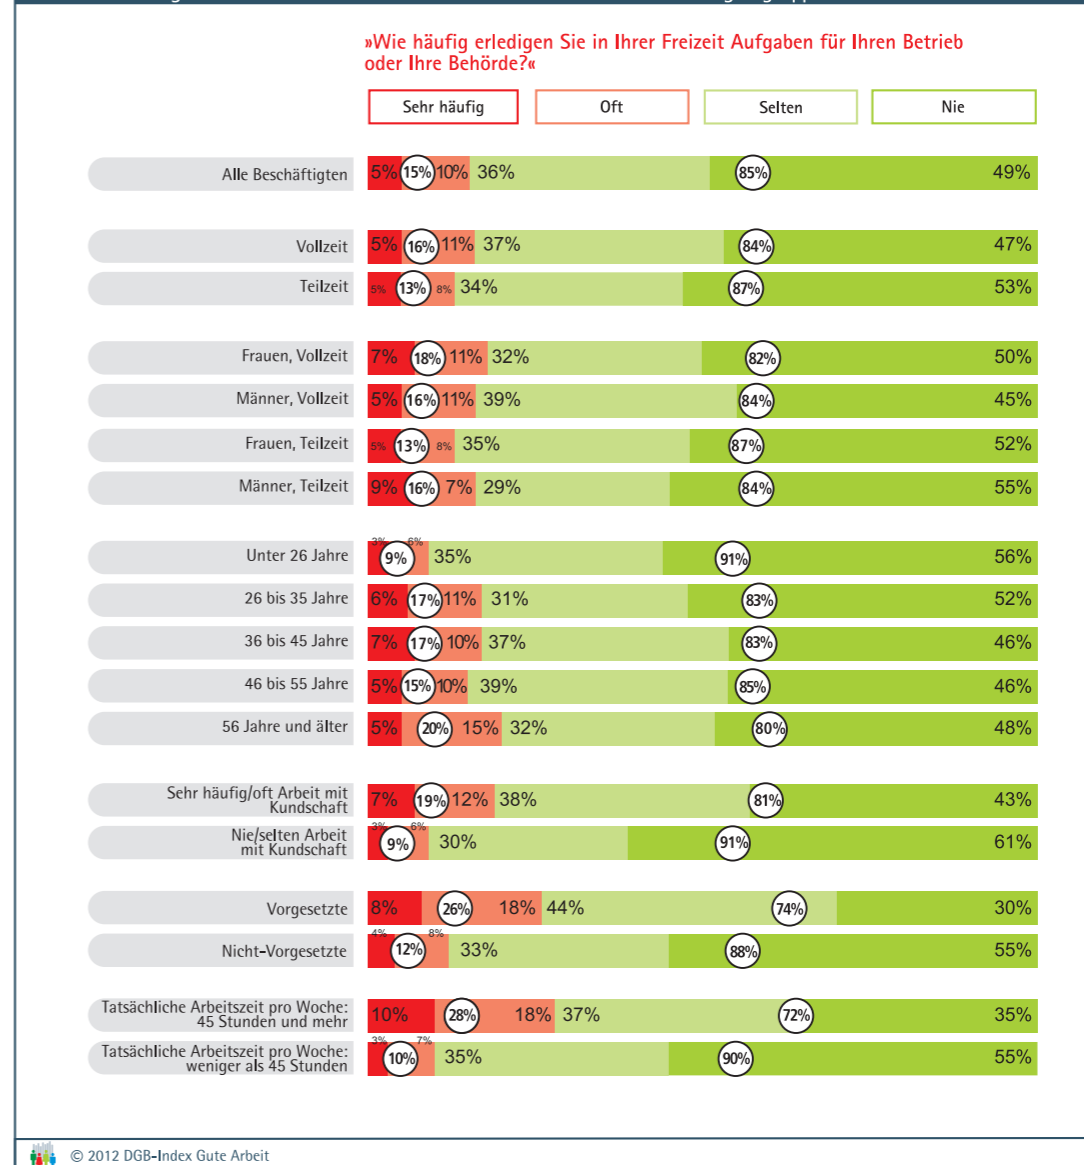 »Wie häufig erledigen Sie in Ihrer Freizeit Aufgaben für Ihren Betrieb
oder Ihre Behörde?«
Sehr häufig Oft Selten Nie
Alle Beschäftigten 5% 15% 10% 36% 85% 49%
Vollzeit 5% 16% 11% 37% 84% 47%
Teilzeit 5% 13% 8% 34% 87% 53%
Frauen, Vollzeit 7% 18% 11% 32% 82% 50%
Männer, Vollzeit 5% 16% 11% 39% 84% 45%
Frauen, Teilzeit 5% 13% 8% 35% 87% 52%
Männer, Teilzeit 9% 16% 7% 29% 84% 55%
Unter 26 Jahre 3% 9% 6% 35% 91% 56%
26 bis 35 Jahre 6% 17% 11% 31% 83% 52%
36 bis 45 Jahre 7% 17% 10% 37% 83% 46%
46 bis 55 Jahre 5% 15% 10% 39% 85% 46%
56 Jahre und älter 5% 20% 15% 32% 80% 48%
Sehr häufig/oft Arbeit mit
Kundschaft 7% 19% 12% 38% 81% 43%
Nie/selten Arbeit
mit Kundschaft 3% 9% 6% 30% 91% 61%
Vorgesetzte 8% 26% 18% 44% 74% 30%
Nicht-Vorgesetzte 4% 12% 8% 33% 88% 55%
Tatsächliche Arbeitszeit pro Woche:
45 Stunden und mehr 10% 28% 18% 37% 72% 35%
Tatsächliche Arbeitszeit pro Woche:
weniger als 45 Stunden 3% 10% 7% 35% 90% 55%
© 2012 DGB-Index Gute Arbeit